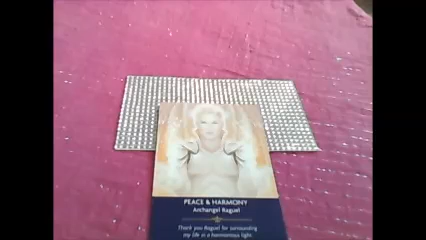 PEACE & HARMONY
Archangel Raguel
Thank you Raguel for surrounding
my life in a harmonious light.